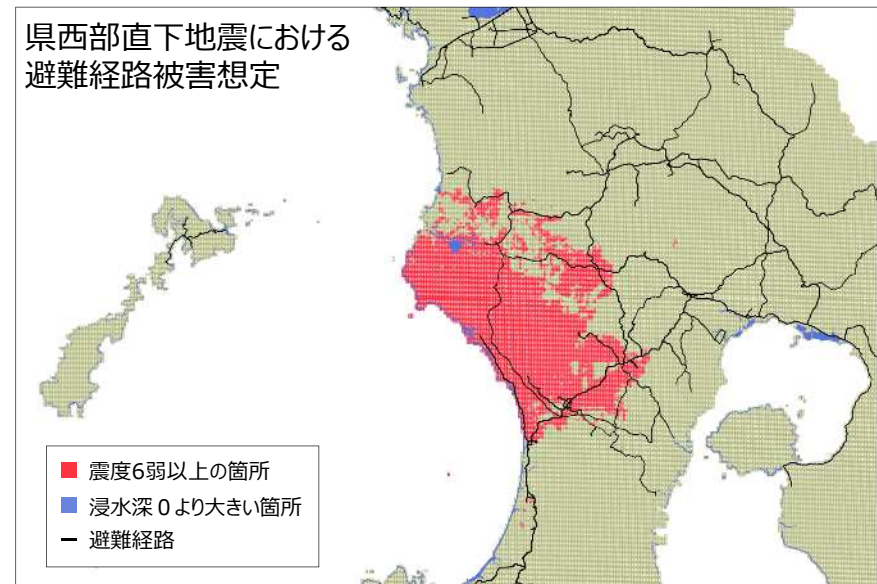 県西部直下地震における
避難経路被害想定
震度6弱以上の箇所
浸水深０より大きい箇所
避難経路